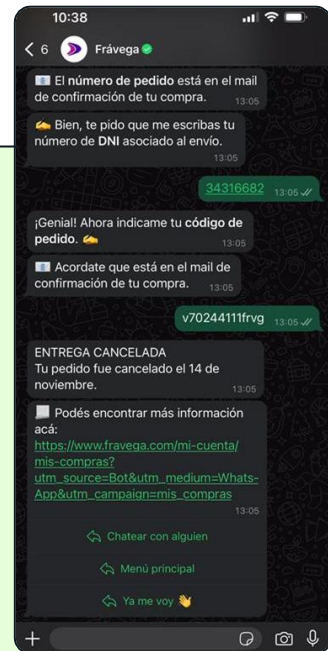 10:38
6 Frávega
El número de pedido está en el mail
de confirmación de tu compra. 13:05
Bien, te pido que me escribas tu
número de DNI asociado al envío.
13:05
34316682 13:05
¡Genial! Ahora indicame tu código de
pedido. 13:05
Acordate que está en el mail de
confirmación de tu compra. 13:05
v70244111frvg 13:05
ENTREGA CANCELADA
Tu pedido fue cancelado el 14 de
noviembre. 13:05
Podés encontrar más información
acá:
https://www.fravega.com/mi-cuenta/
mis-compras?
utm_source=Bot&utm_medium=Whats-
App&utm_campaign=mis_compras
13:05
Chatear con alguien
Menú principal
Ya me voy 👋